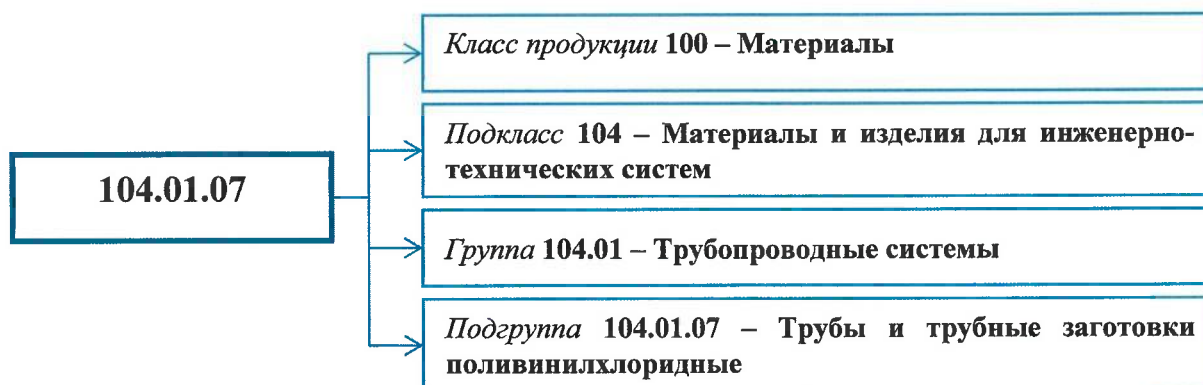 104.01.07
Класс продукции 100 – Материалы
Подкласс 104 – Материалы и изделия для инженерно-
технических систем
Группа 104.01 – Трубопроводные системы
Подгруппа 104.01.07 – Трубы и трубные заготовки
поливинилхлоридные